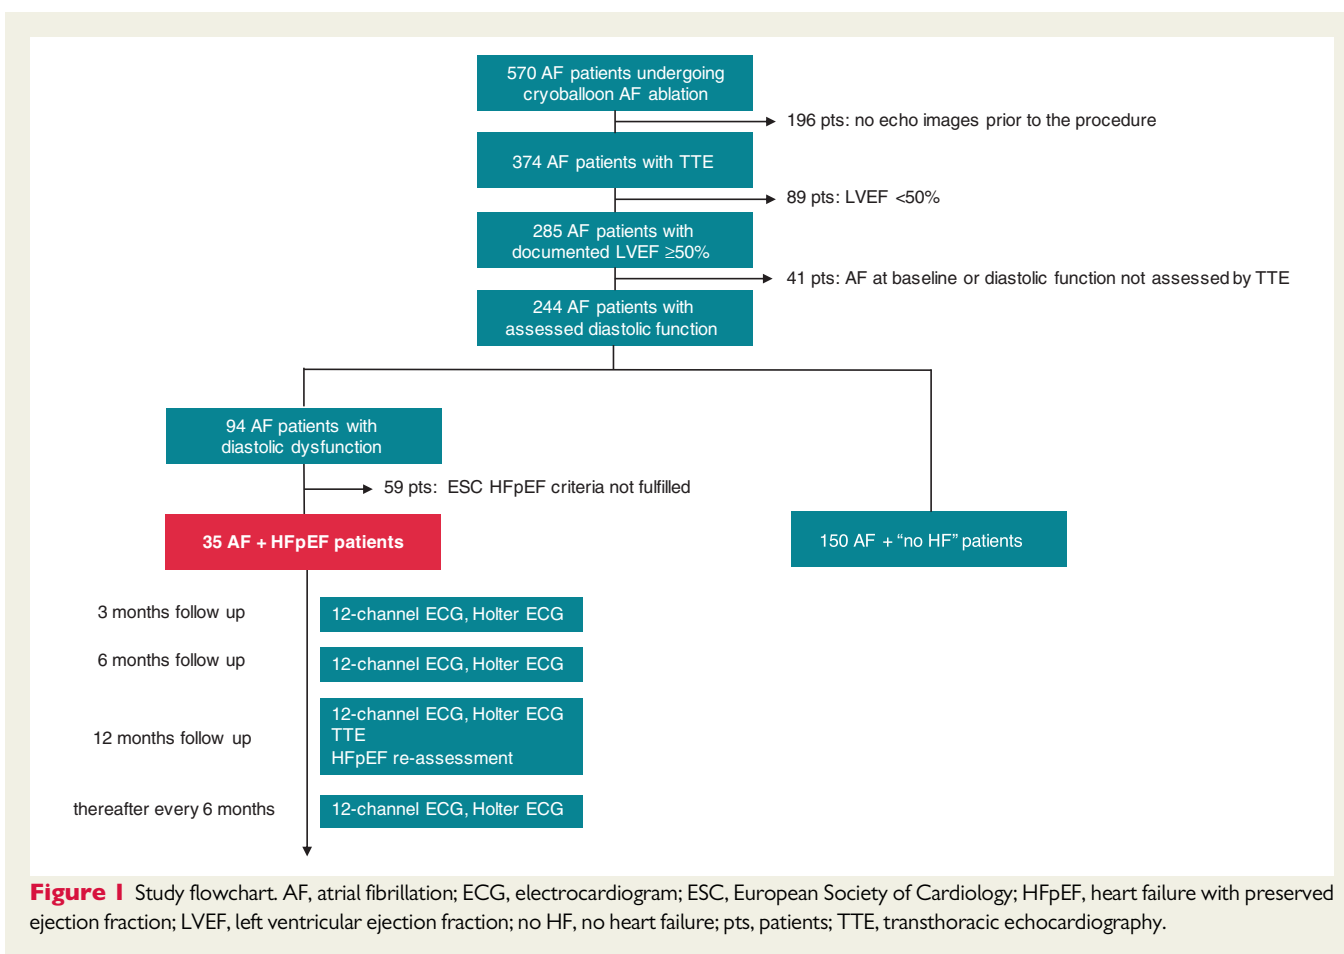 570 AF patients undergoing
cryoballoon AF ablation
196 pts: no echo images prior to the procedure
374 AF patients with TTE
89 pts: LVEF <50%
285 AF patients with
documented LVEF ≥50%
41 pts: AF at baseline or diastolic function not assessed by TTE
244 AF patients with
assessed diastolic function
94 AF patients with
diastolic dysfunction
59 pts: ESC HFpEF criteria not fulfilled
35 AF + HFpEF patients
150 AF + “no HF” patients
3 months follow up
12-channel ECG, Holter ECG
6 months follow up
12-channel ECG, Holter ECG
12 months follow up
12-channel ECG, Holter ECG
TTE
HFpEF re-assessment
thereafter every 6 months
12-channel ECG, Holter ECG
Figure 1 Study flowchart. AF, atrial fibrillation; ECG, electrocardiogram; ESC, European Society of Cardiology; HFpEF, heart failure with preserved
ejection fraction; LVEF, left ventricular ejection fraction; no HF, no heart failure; pts, patients; TTE, transthoracic echocardiography.